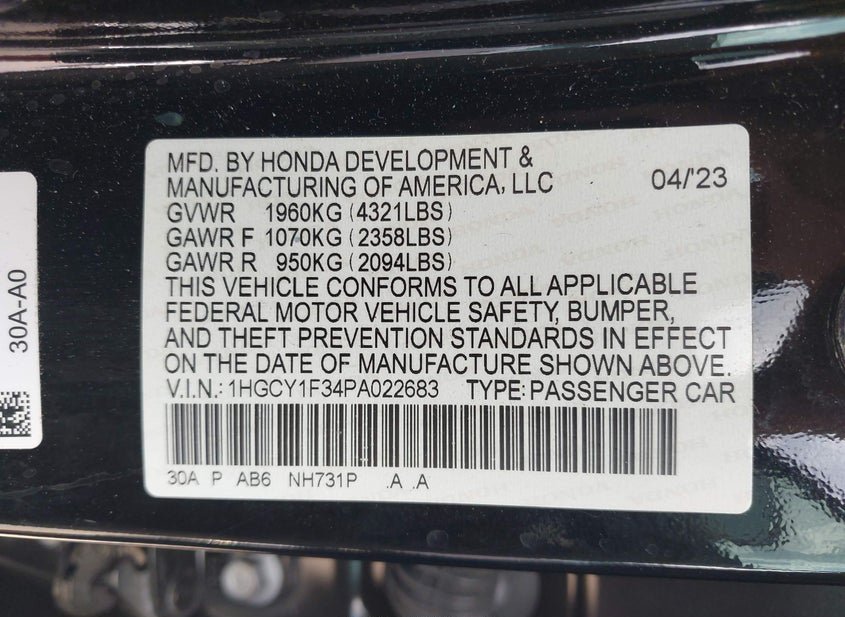 MFD. BY HONDA DEVELOPMENT &
MANUFACTURING OF AMERICA, LLC 04/'23
GVWR 1960KG (4321LBS)
GAWR F 1070KG (2358LBS)
GAWR R 950KG (2094LBS)
THIS VEHICLE CONFORMS TO ALL APPLICABLE
FEDERAL MOTOR VEHICLE SAFETY, BUMPER,
AND THEFT PREVENTION STANDARDS IN EFFECT
ON THE DATE OF MANUFACTURE SHOWN ABOVE.
V.I.N.: 1HGCY1F34PA022683 TYPE: PASSENGER CAR
30A P AB6 NH731P .A .A
30A-A0
HONDA